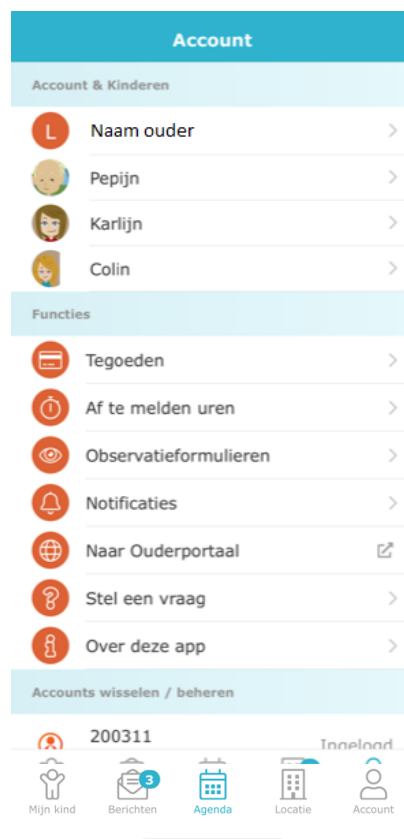 Account
Account & Kinderen
L
Naam ouder
Pepijn
Karlijn
Colin
Functies
Tegoeden
Af te melden uren
Observatieformulieren
Notificaties
Naar Ouderportaal
Stel een vraag
Over deze app
Accounts wisselen / beheren
200311
Ingelogd
3
Mijn kind
Berichten
Agenda
Locatie
Account